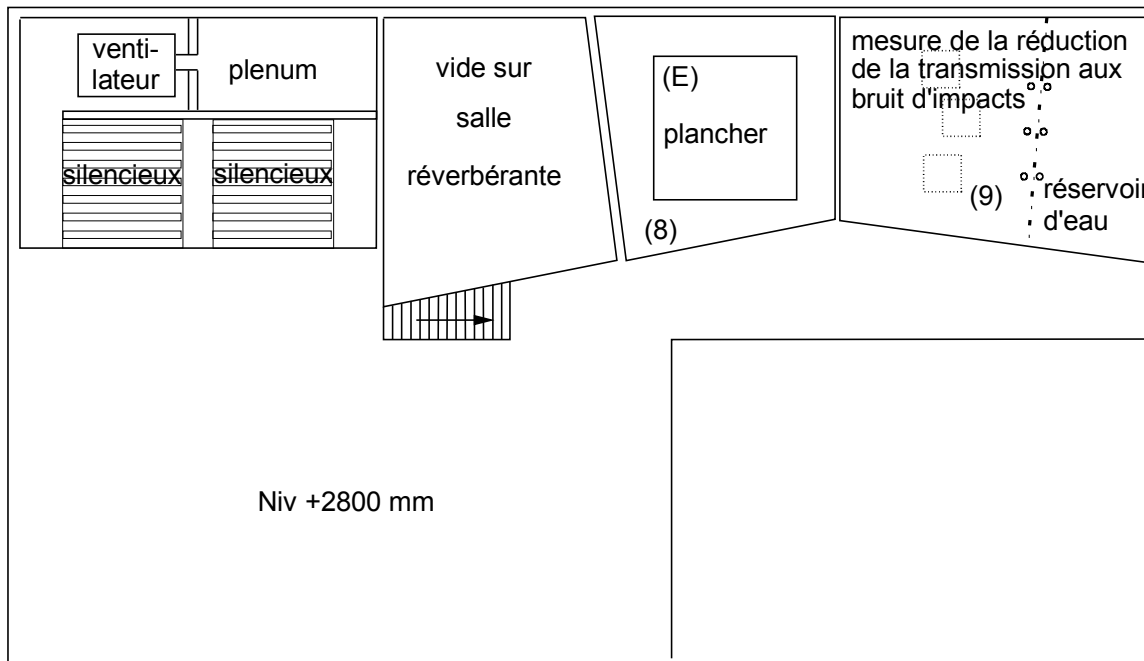 venti-
lateur
plenum
silencieux
silencieux
vide sur
salle
réverbérante
(E)
plancher
(8)
mesure de la réduction
de la transmission aux
bruit d'impacts
(9)
réservoir
d'eau
Niv +2800 mm